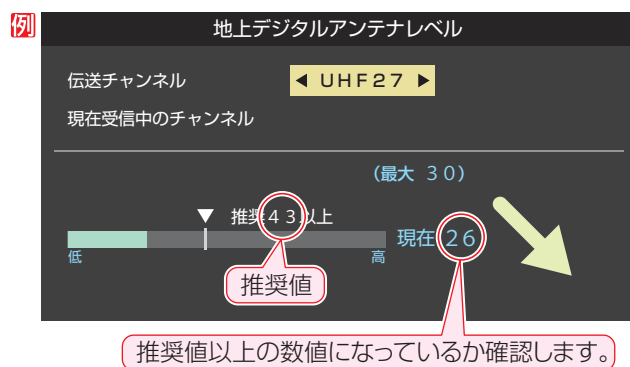 例
地上デジタルアンテナレベル
伝送チャンネル
◀ UHF27 ▶
現在受信中のチャンネル
(最大 30)
▼ 推奨43以上
現在 26
低 高
推奨値
推奨値以上の数値になっているか確認します。